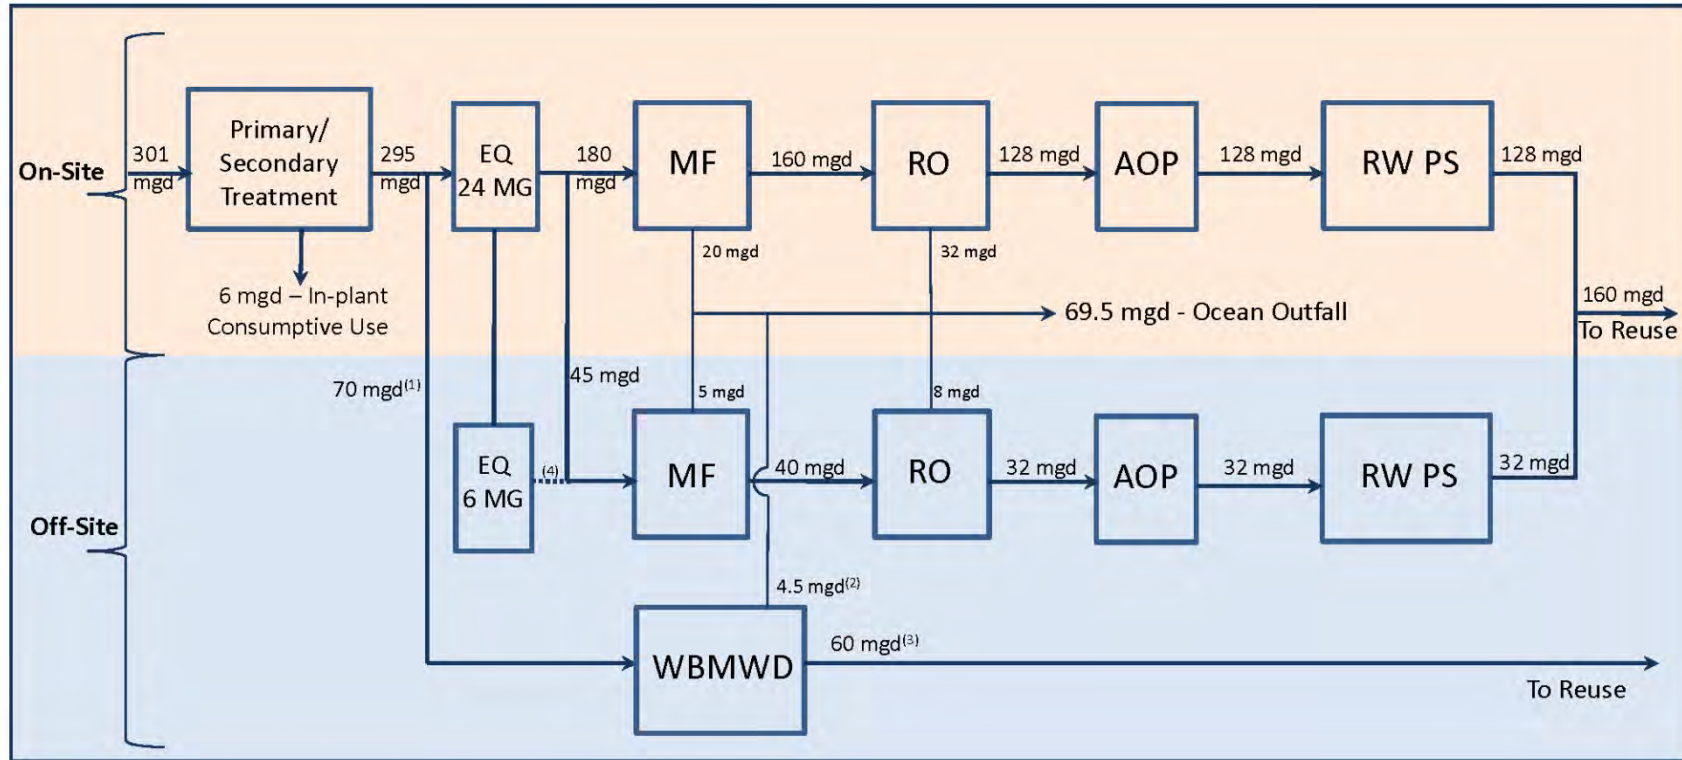 On-Site
301
mgd
Primary/
Secondary
Treatment
6 mgd – In-plant
Consumptive Use
295
mgd
EQ
24 MG
180
mgd
MF
160 mgd
RO
128 mgd
AOP
128 mgd
RW PS
128 mgd
20 mgd
32 mgd
69.5 mgd - Ocean Outfall
160 mgd
To Reuse
Off-Site
70 mgd(1)
45 mgd
5 mgd
8 mgd
EQ
6 MG
(4)
MF
40 mgd
RO
32 mgd
AOP
32 mgd
RW PS
32 mgd
4.5 mgd(2)
WBMWD
60 mgd(3)
To Reuse